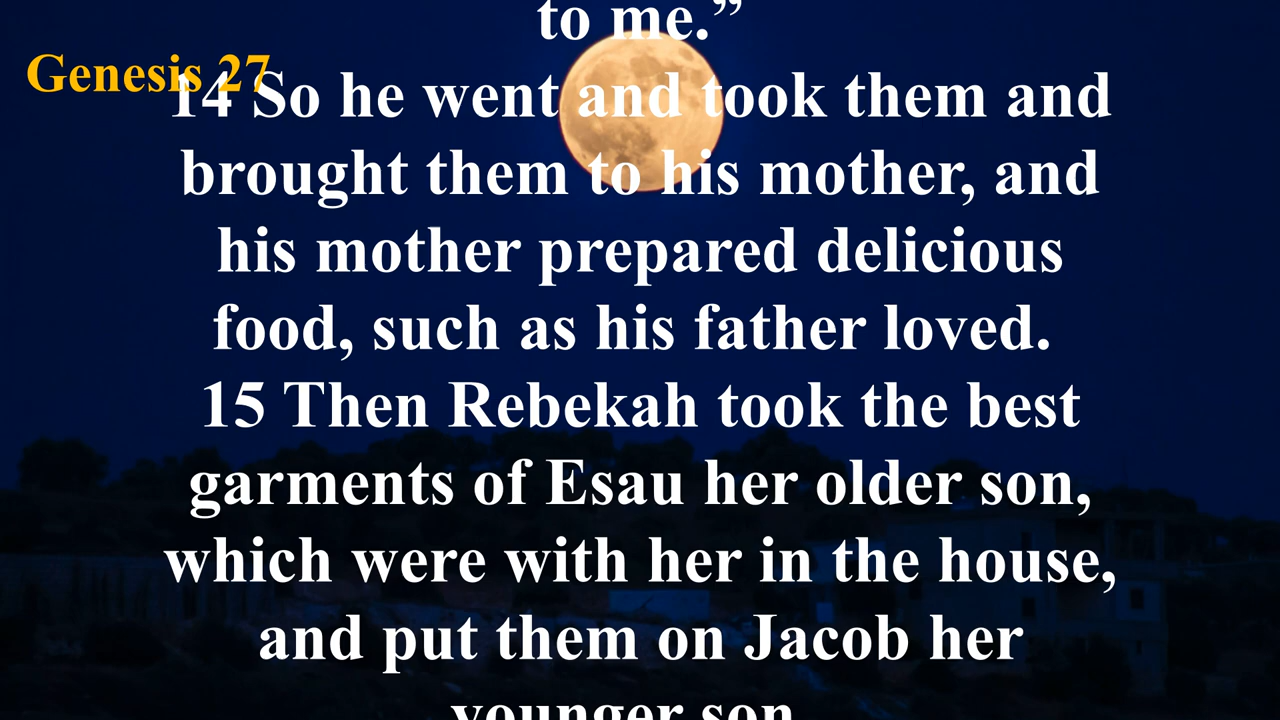 to me.”
Genesis 27
14 So he went and took them and
brought them to his mother, and
his mother prepared delicious
food, such as his father loved.
15 Then Rebekah took the best
garments of Esau her older son,
which were with her in the house,
and put them on Jacob her
younger son